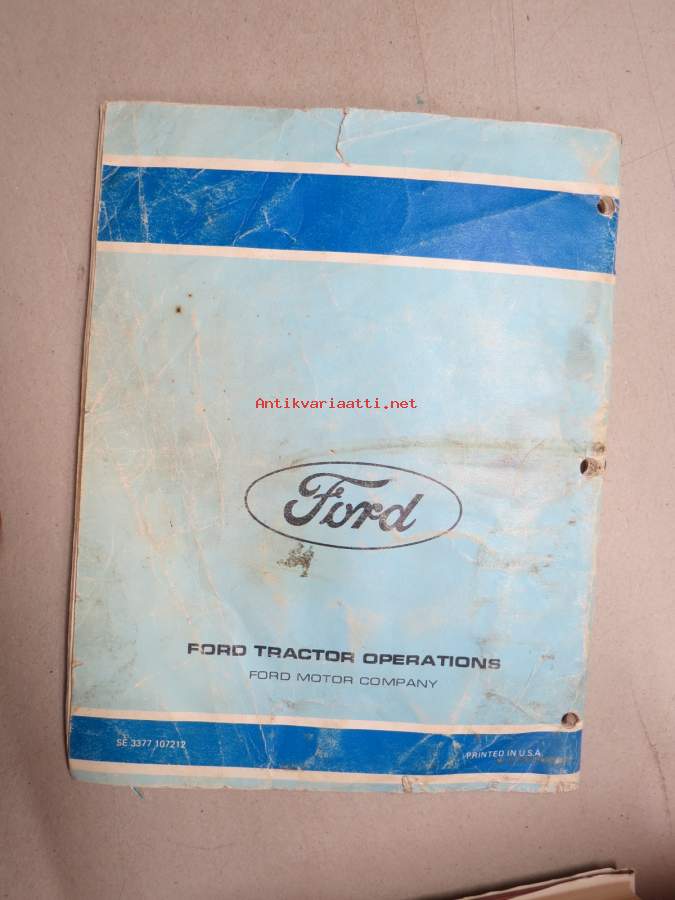 Antikvariaatti.net
Ford
FORD TRACTOR OPERATIONS
FORD MOTOR COMPANY
SE 3377 107212
PRINTED IN U.S.A.